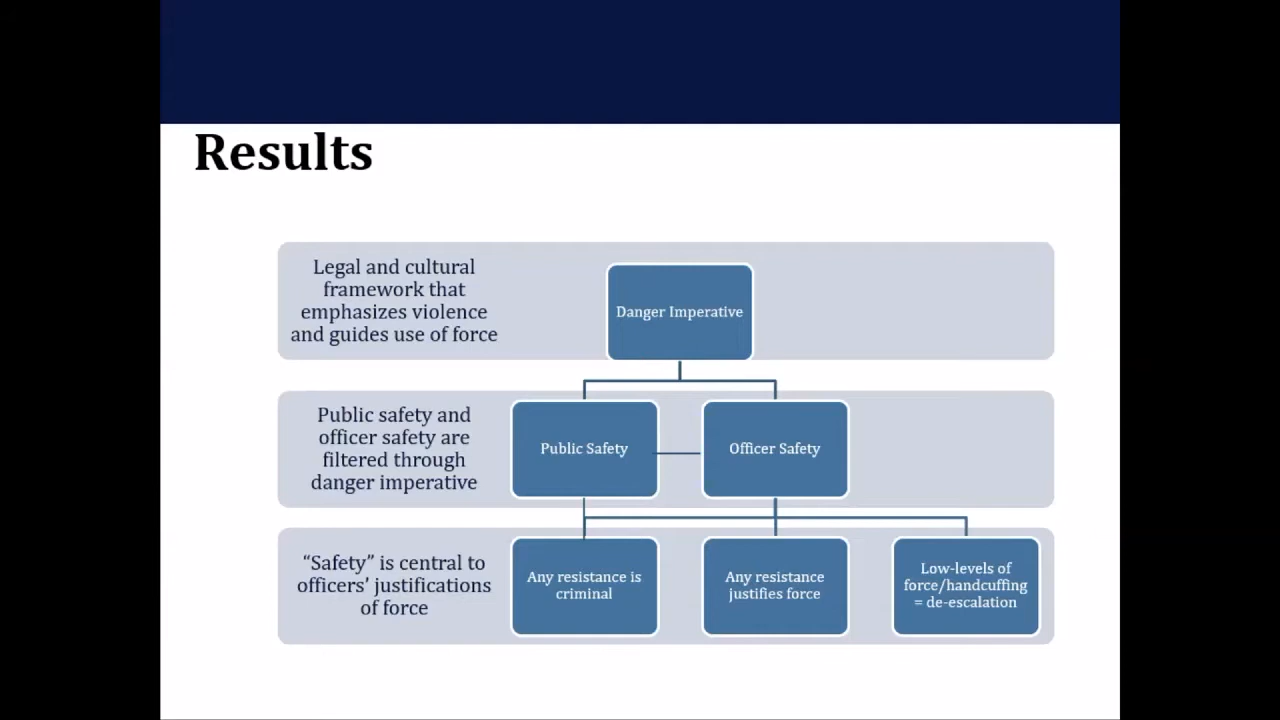 Results
Legal and cultural
framework that
emphasizes violence
and guides use of force
Danger Imperative
Public safety and
officer safety are
filtered through
danger imperative
Public Safety
Officer Safety
“Safety” is central to
officers’ justifications
of force
Any resistance is
criminal
Any resistance
justifies force
Low-levels of
force/handcuffing
= de-escalation